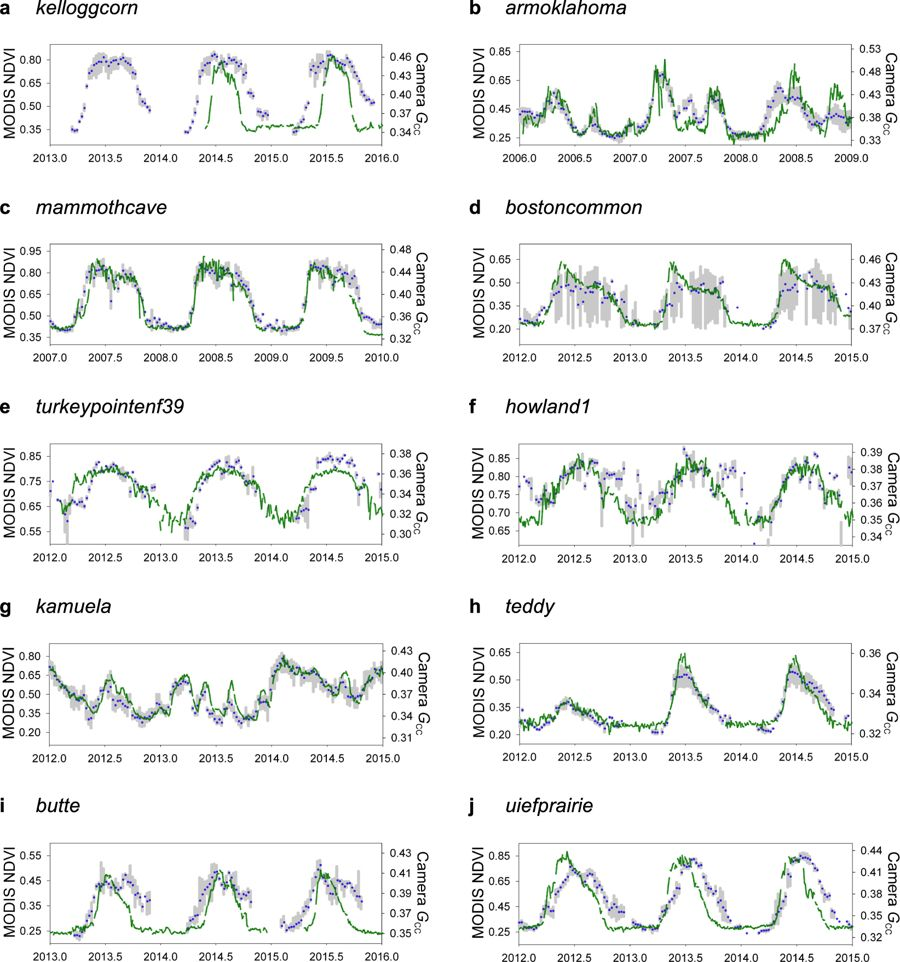 a kelloggcorn
MODIS NDVI
0.80
0.65
0.50
0.35
0.46
0.43
0.40
0.37
0.34
Camera GCC
2013.0 2013.5 2014.0 2014.5 2015.0 2015.5 2016.0
b armoklahoma
MODIS NDVI
0.85
0.65
0.45
0.25
0.53
0.48
0.43
0.38
0.33
Camera GCC
2006.0 2006.5 2007.0 2007.5 2008.0 2008.5 2009.0
c mammothcave
MODIS NDVI
0.95
0.80
0.65
0.50
0.35
0.48
0.44
0.40
0.36
0.32
Camera GCC
2007.0 2007.5 2008.0 2008.5 2009.0 2009.5 2010.0
d bostoncommon
MODIS NDVI
0.65
0.50
0.35
0.20
0.46
0.43
0.40
0.37
Camera GCC
2012.0 2012.5 2013.0 2013.5 2014.0 2014.5 2015.0
e turkeypointenf39
MODIS NDVI
0.85
0.75
0.65
0.55
0.38
0.36
0.34
0.32
0.30
Camera GCC
2012.0 2012.5 2013.0 2013.5 2014.0 2014.5 2015.0
f howland1
MODIS NDVI
0.85
0.80
0.75
0.70
0.65
0.39
0.38
0.37
0.36
0.35
0.34
Camera GCC
2012.0 2012.5 2013.0 2013.5 2014.0 2014.5 2015.0
g kamuela
MODIS NDVI
0.80
0.65
0.50
0.35
0.20
0.43
0.40
0.37
0.34
0.31
Camera GCC
2012.0 2012.5 2013.0 2013.5 2014.0 2014.5 2015.0
h teddy
MODIS NDVI
0.65
0.50
0.35
0.20
0.36
0.34
0.32
Camera GCC
2012.0 2012.5 2013.0 2013.5 2014.0 2014.5 2015.0
i butte
MODIS NDVI
0.55
0.45
0.35
0.25
0.43
0.41
0.39
0.37
0.35
Camera GCC
2012.0 2012.5 2013.0 2013.5 2014.0 2014.5 2015.0
j uiefprairie
MODIS NDVI
0.85
0.65
0.45
0.25
0.44
0.41
0.38
0.35
0.32
Camera GCC
2012.0 2012.5 2013.0 2013.5 2014.0 2014.5 2015.0